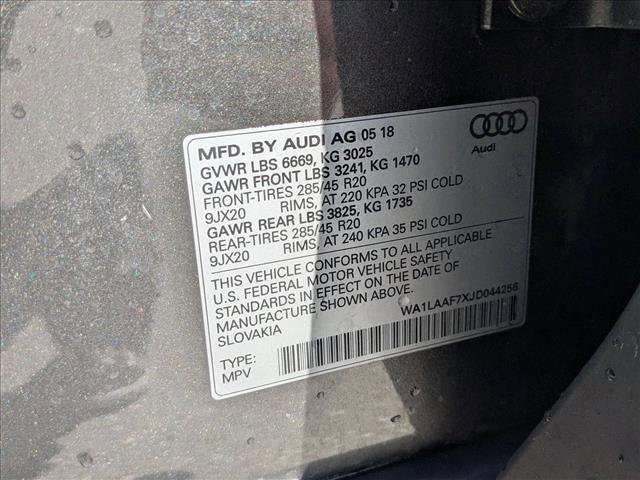 MFD. BY AUDI AG 05 18
GVWR LBS 6669, KG 3025
GAWR FRONT LBS 3241, KG 1470
FRONT-TIRES 285/45 R20
9JX20 RIMS, AT 220 KPA 32 PSI COLD
GAWR REAR LBS 3825, KG 1735
REAR-TIRES 285/45 R20
9JX20 RIMS, AT 240 KPA 35 PSI COLD
THIS VEHICLE CONFORMS TO ALL APPLICABLE
U.S. FEDERAL MOTOR VEHICLE SAFETY
STANDARDS IN EFFECT ON THE DATE OF
MANUFACTURE SHOWN ABOVE.
SLOVAKIA
WA1LAAF7XJD044256
TYPE:
MPV
Audi